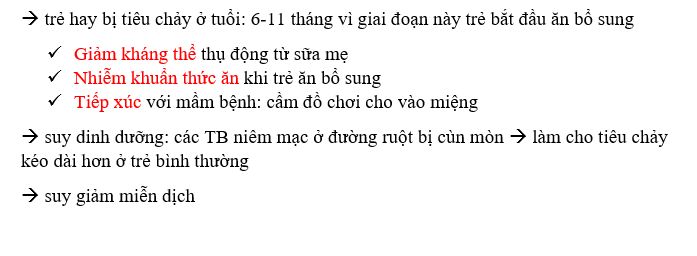 → trẻ hay bị tiêu chảy ở tuổi: 6-11 tháng vì giai đoạn này trẻ bắt đầu ăn bổ sung
✓ Giảm kháng thể thụ động từ sữa mẹ
✓ Nhiễm khuẩn thức ăn khi trẻ ăn bổ sung
✓ Tiếp xúc với mầm bệnh: cầm đồ chơi cho vào miệng
→ suy dinh dưỡng: các TB niêm mạc ở đường ruột bị cùn mòn → làm cho tiêu chảy
kéo dài hơn ở trẻ bình thường
→ suy giảm miễn dịch